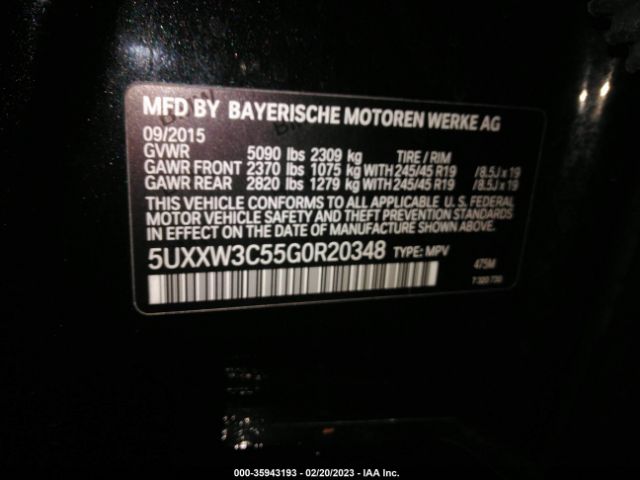 MFD BY BAYERISCHE MOTOREN WERKE AG
09/2015
GVWR 5090 lbs 2309 kg TIRE / RIM
GAWR FRONT 2370 lbs 1075 kg WITH 245/45 R19 / 8.5J x 19
GAWR REAR 2820 lbs 1279 kg WITH 245/45 R19 / 8.5J x 19
THIS VEHICLE CONFORMS TO ALL APPLICABLE U. S. FEDERAL
MOTOR VEHICLE SAFETY AND THEFT PREVENTION STANDARDS
IN EFFECT ON THE DATE OF MANUFACTURE SHOWN ABOVE.
5UXXW3C55G0R20348 TYPE: MPV
475M
7 320 730
000-35943193 - 02/20/2023 - IAA Inc.